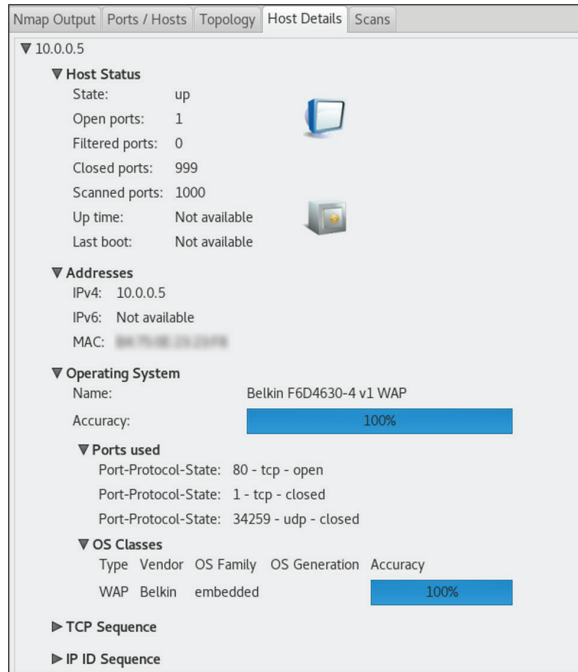 Nmap Output Ports / Hosts Topology Host Details Scans
10.0.0.5
Host Status
State: up
Open ports: 1
Filtered ports: 0
Closed ports: 999
Scanned ports: 1000
Up time: Not available
Last boot: Not available
Addresses
IPv4: 10.0.0.5
IPv6: Not available
MAC:
Operating System
Name: Belkin F6D4630-4 v1 WAP
Accuracy: 100%
Ports used
Port-Protocol-State: 80 - tcp - open
Port-Protocol-State: 1 - tcp - closed
Port-Protocol-State: 34259 - udp - closed
OS Classes
Type Vendor OS Family OS Generation Accuracy
WAP Belkin embedded 100%
TCP Sequence
IP ID Sequence